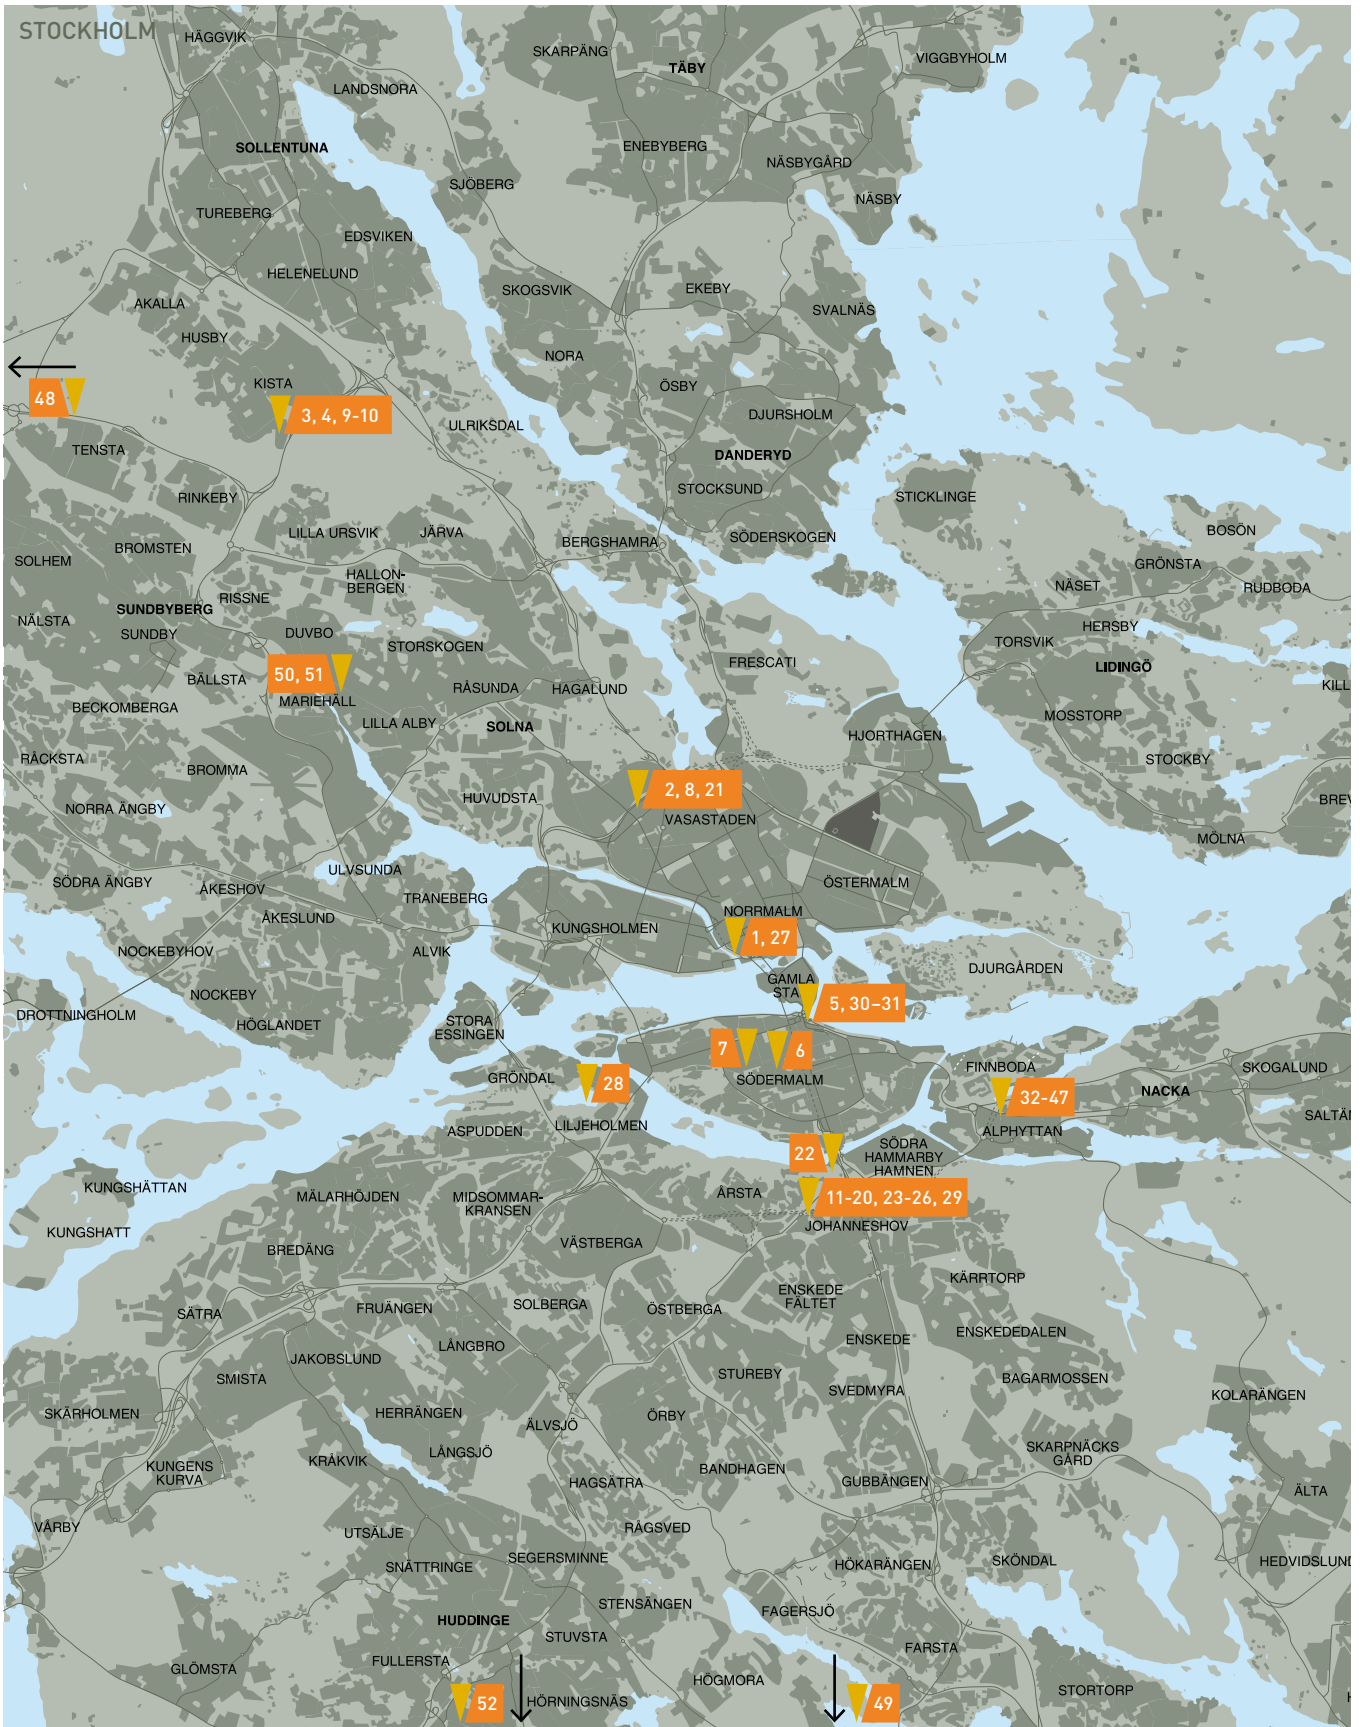 STOCKHOLM
HÄGGVIK
SKARPÄNG
TÄBY
VIGGBYHOLM
LANDSNORA
SOLLENTUNA
ENEBYBERG
NÄSBYGÅRD
SJÖBERG
NÄSBY
TUREBERG
EDSVIKEN
HELENELUND
SKOGSVIK
EKEBY
AKALLA
SVALNÄS
HUSBY
NORA
KISTA
ÖSBY
48
3, 4, 9-10
DJURSHOLM
ULRIKSDAL
TENSTA
DANDERYD
STOCKSUND
RINKEBY
STICKLINGE
LILLA URSVIK
JÄRVA
BERGSHAMRA
SÖDERSKOGEN
BOSÖN
BROMSTEN
SOLHEM
GRÖNSTA
HALLON-
BERGEN
NÄSET
RUDBODA
RISSNE
SUNDBYBERG
NÄLSTA
SUNDBY
DUVBO
HERSBY
STORSKOGEN
TORSVIK
FRESCATI
LIDINGÖ
50, 51
BÄLLSTA
RÅSUNDA
HAGALUND
KILL
MARIEHÄLL
BECKOMBERGA
LILLA ALBY
SOLNA
MOSSTORP
HJORTHAGEN
RÅCKSTA
STOCKBY
BROMMA
2, 8, 21
HUVUDSTA
BREV
NORRA ÄNGBY
VASASTADEN
MÖLNA
ULVSUNDA
SÖDRA ÄNGBY
ÅKESHOV
ÖSTERMALM
TRANEBERG
ÅKESLUND
NORRMALM
KUNGSHOLMEN
1, 27
NOCKEBYHOV
ALVIK
DJURGÅRDEN
GAMLA
STA
NOCKEBY
5, 30–31
DROTTNINGHOLM
HÖGLANDET
STORA
ESSINGEN
7
6
FINNBODA
SKOGALUND
GRÖNDAL
28
SÖDERMALM
32-47
NACKA
SALTÄ
LILJEHOLMEN
ASPUDDEN
ALPHYTTAN
22
SÖDRA
HAMMARBY
HAMNEN
KUNGSHÄTTAN
MÄLARHÖJDEN
MIDSOMMAR-
KRANSEN
ÅRSTA
11-20, 23-26, 29
JOHANNESHOV
KUNGSHATT
BREDÄNG
VÄSTBERGA
KÄRRTORP
ENSKEDE
FÄLTET
SÄTRA
FRUÄNGEN
SOLBERGA
ÖSTBERGA
ENSKEDE
ENSKEDEDALEN
LÅNGBRO
JAKOBSLUND
SMISTA
STUREBY
BAGARMOSSEN
SVEDMYRA
KOLARÄNGEN
SKÄRHOLMEN
HERRÄNGEN
ÖRBY
ÄLVSJÖ
LÅNGSJÖ
SKARPNÄCKS
GÅRD
KRÅKVIK
KUNGENS
KURVA
BANDHAGEN
HAGSÄTRA
GUBBÄNGEN
ÄLTA
VÅRBY
UTSÄLJE
RÅGSVED
SEGERSMINNE
SNÄTTRINGE
HÖKARÄNGEN
SKÖNDAL
HEDVIDSLUND
STENSÄNGEN
FAGERSJÖ
HUDDINGE
STUVSTA
FARSTA
FULLERSTA
GLÖMSTA
HÖGMORA
STORTORP
52
HÖRNINGSNÄS
49